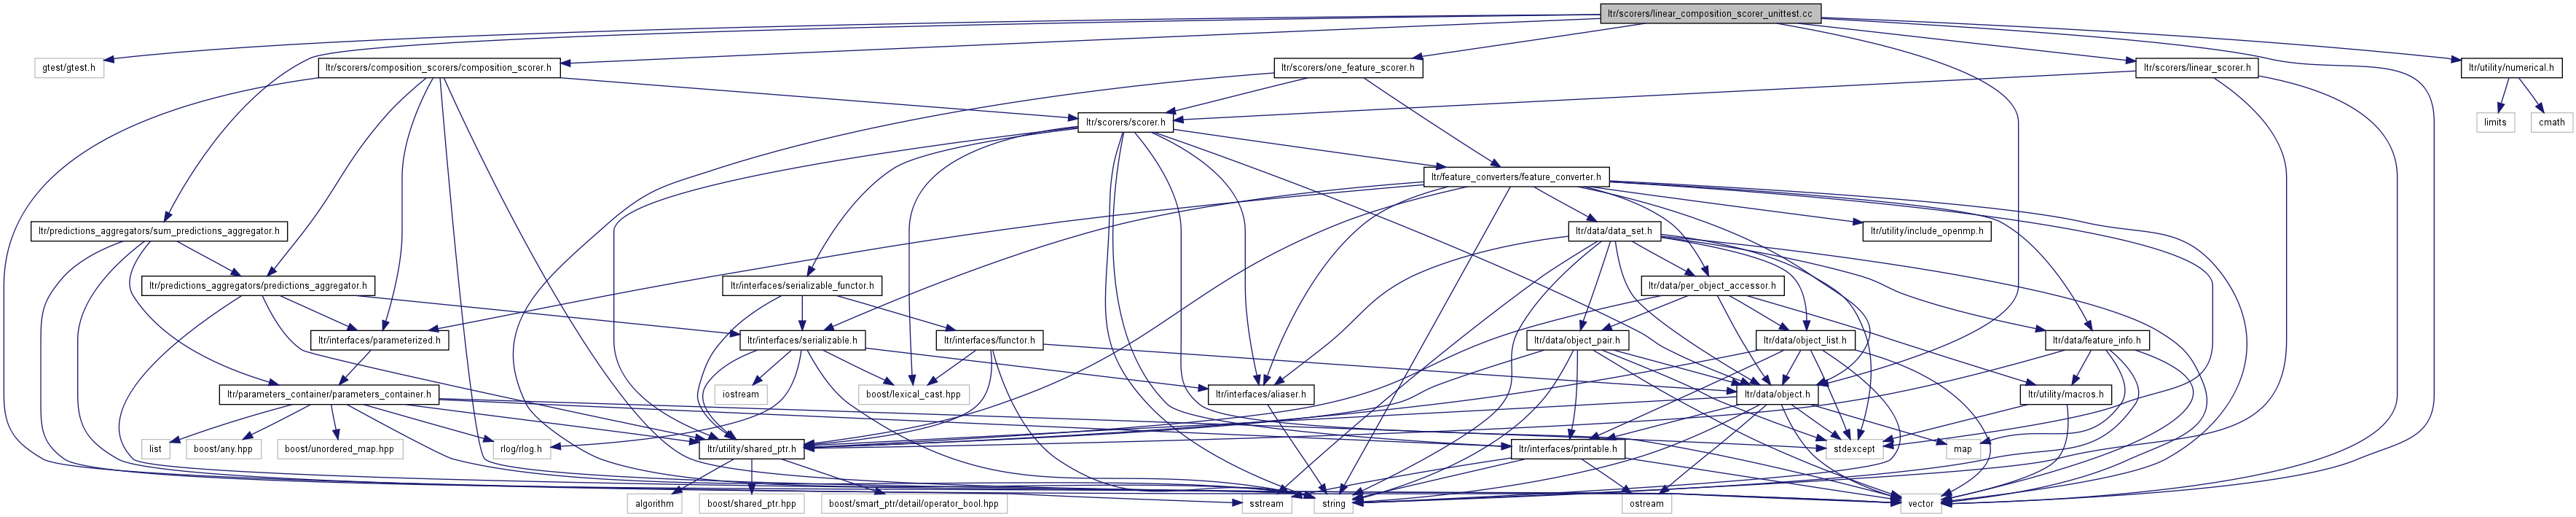 ltr/scorers/linear_composition_scorer_unittest.cc
gtest/gtest.h
ltr/scorers/composition_scorers/composition_scorer.h
ltr/scorers/one_feature_scorer.h
ltr/scorers/linear_scorer.h
ltr/utility/numerical.h
ltr/scorers/scorer.h
limits
cmath
ltr/feature_converters/feature_converter.h
ltr/predictions_aggregators/sum_predictions_aggregator.h
ltr/data/data_set.h
ltr/utility/include_openmp.h
ltr/predictions_aggregators/predictions_aggregator.h
ltr/interfaces/serializable_functor.h
ltr/data/per_object_accessor.h
ltr/interfaces/parameterized.h
ltr/interfaces/serializable.h
ltr/interfaces/functor.h
ltr/data/object_pair.h
ltr/data/object_list.h
ltr/data/feature_info.h
ltr/parameters_container/parameters_container.h
iostream
boost/lexical_cast.hpp
ltr/interfaces/aliaser.h
ltr/data/object.h
ltr/utility/macros.h
list
boost/any.hpp
boost/unordered_map.hpp
rlog/rlog.h
ltr/utility/shared_ptr.h
ltr/interfaces/printable.h
stdexcept
map
algorithm
boost/shared_ptr.hpp
boost/smart_ptr/detail/operator_bool.hpp
sstream
string
ostream
vector